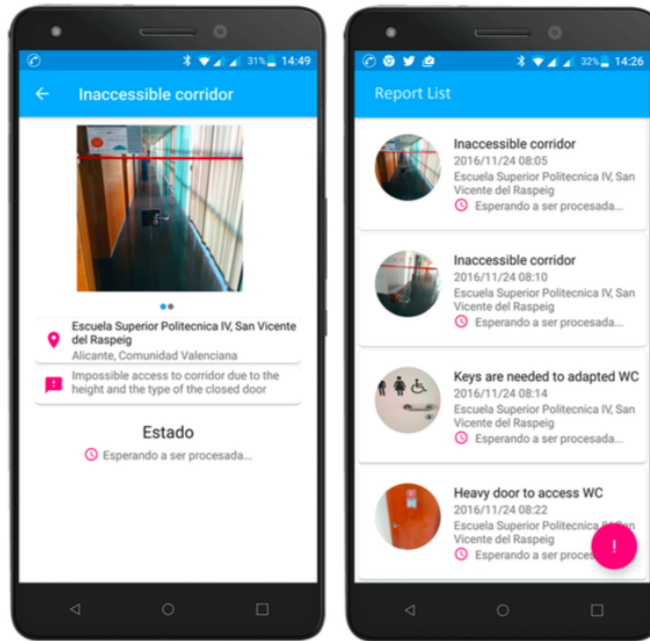 31% 14:49
Inaccessible corridor
Escuela Superior Politecnica IV, San Vicente
del Raspeig
Alicante, Comunidad Valenciana
Impossible access to corridor due to the
height and the type of the closed door
Estado
Esperando a ser procesada...
32% 14:26
Report List
Inaccessible corridor
2016/11/24 08:05
Escuela Superior Politecnica IV, San
Vicente del Raspeig
Esperando a ser procesada...
Inaccessible corridor
2016/11/24 08:10
Escuela Superior Politecnica IV, San
Vicente del Raspeig
Esperando a ser procesada...
Keys are needed to adapted WC
2016/11/24 08:14
Escuela Superior Politecnica IV, San
Vicente del Raspeig
Esperando a ser procesada...
Heavy door to access WC
2016/11/24 08:22
Escuela Superior Politecnica IV, San
Vicente del Raspeig
Esperando a ser proces
!